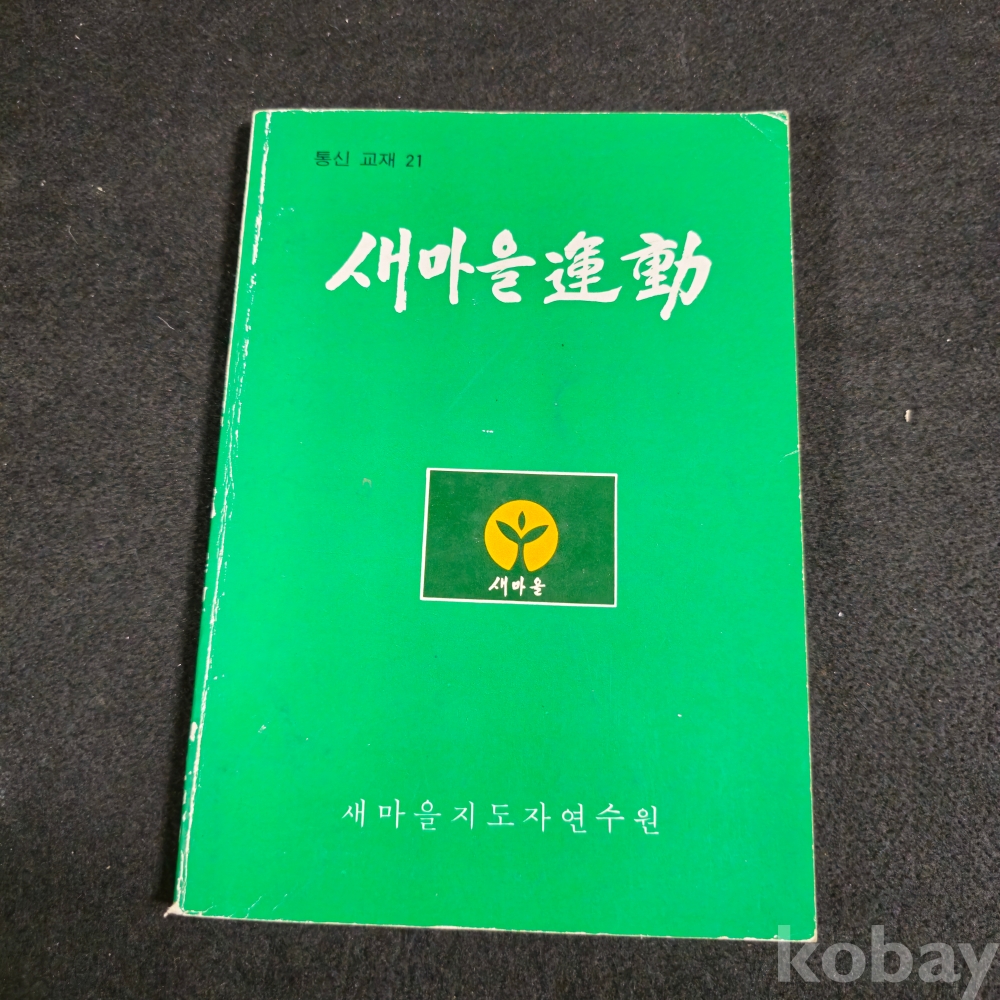 통신 교재 21
새마을運動
새마을
새마을지도자연수원
kobay